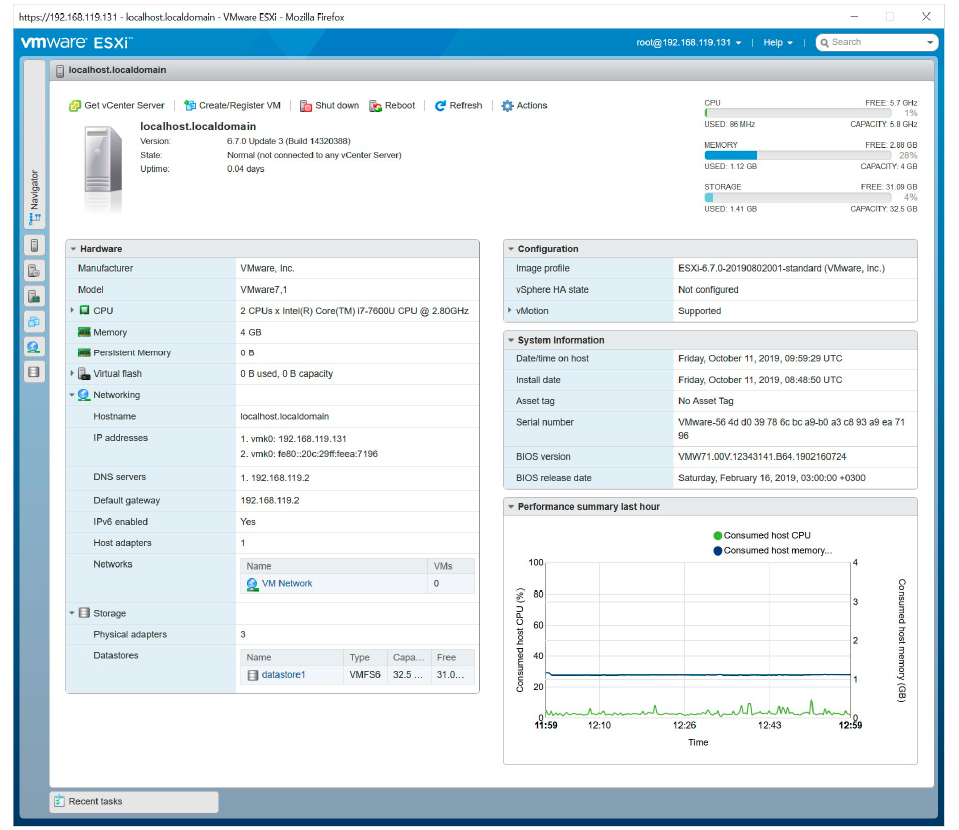 https://192.168.119.131 - localhost.localdomain - VMware ESXi - Mozilla Firefox
vmware ESXi™
root@192.168.119.131 | Help | Search
localhost.localdomain
Navigator
Get vCenter Server | Create/Register VM | Shut down Reboot | Refresh | Actions
localhost.localdomain
Version: 6.7.0 Update 3 (Build 14320388)
State: Normal (not connected to any vCenter Server)
Uptime: 0.04 days
CPU FREE: 5.7 GHz
1%
USED: 86 MHz CAPACITY: 5.8 GHz
MEMORY FREE: 2.88 GB
28%
USED: 1.12 GB CAPACITY: 4 GB
STORAGE FREE: 31.09 GB
4%
USED: 1.41 GB CAPACITY: 32.5 GB
Hardware
Manufacturer VMware, Inc.
Model VMware7,1
CPU 2 CPUs x Intel(R) Core(TM) i7-7600U CPU @ 2.80GHz
Memory 4 GB
Persistent Memory 0 B
Virtual flash 0 B used, 0 B capacity
Networking
Hostname localhost.localdomain
IP addresses 1. vmk0: 192.168.119.131
2. vmk0: fe80::20c:29ff:feea:7196
DNS servers 1. 192.168.119.2
Default gateway 192.168.119.2
IPv6 enabled Yes
Host adapters 1
Networks Name VMs
VM Network 0
Storage
Physical adapters 3
Datastores Name Type Capa... Free
datastore1 VMFS6 32.5 ... 31.0...
Configuration
Image profile ESXi-6.7.0-20190802001-standard (VMware, Inc.)
vSphere HA state Not configured
vMotion Supported
System Information
Date/time on host Friday, October 11, 2019, 09:59:29 UTC
Install date Friday, October 11, 2019, 08:48:50 UTC
Asset tag No Asset Tag
Serial number VMware-56 4d d0 39 78 6c bc a9-b0 a3 c8 93 a9 ea 71
96
BIOS version VMW71.00V.12343141.B64.1902160724
BIOS release date Saturday, February 16, 2019, 03:00:00 +0300
Performance summary last hour
Consumed host CPU
Consumed host memory...
100 4
80
3
60
2
40
20 1
0 0
Consumed host CPU (%)
Consumed host memory (GB)
11:59 12:10 12:26 12:43 12:59
Time
Recent tasks